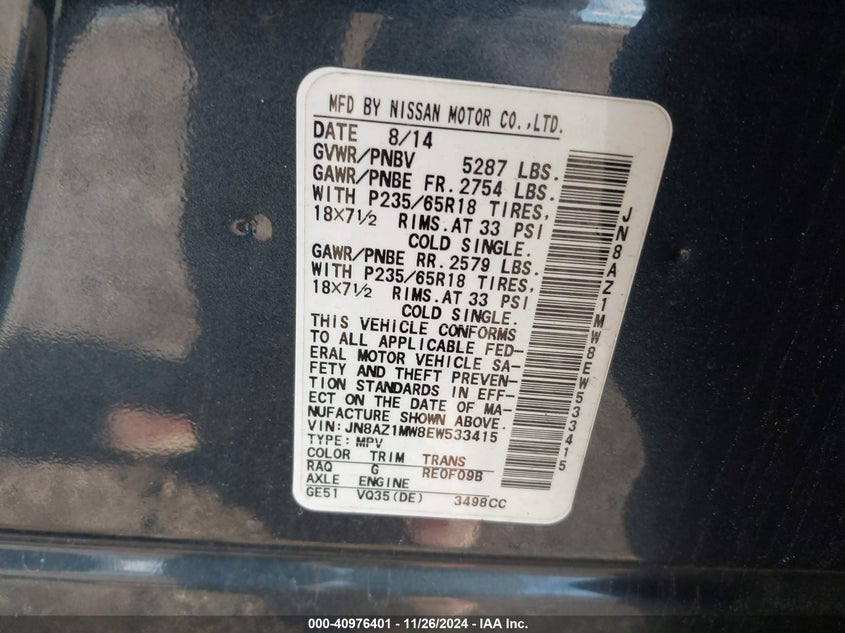 MFD BY NISSAN MOTOR CO.,LTD.
DATE 8/14
GVWR/PNBV 5287 LBS.
GAWR/PNBE FR. 2754 LBS.
WITH P235/65R18 TIRES,
18X7½ RIMS.AT 33 PSI
COLD SINGLE.
GAWR/PNBE RR. 2579 LBS.
WITH P235/65R18 TIRES,
18X7½ RIMS.AT 33 PSI
COLD SINGLE.
THIS VEHICLE CONFORMS
TO ALL APPLICABLE FED-
ERAL MOTOR VEHICLE SA-
FETY AND THEFT PREVEN-
TION STANDARDS IN EFF-
ECT ON THE DATE OF MA-
NUFACTURE SHOWN ABOVE.
VIN: JN8AZ1MW8EW533415
TYPE: MPV
COLOR TRIM TRANS
RAQ G RE0F09B
AXLE ENGINE
GE51 VQ35(DE) 3498CC
JN8AZ1MW8EW533415
000-40976401 - 11/26/2024 - IAA Inc.